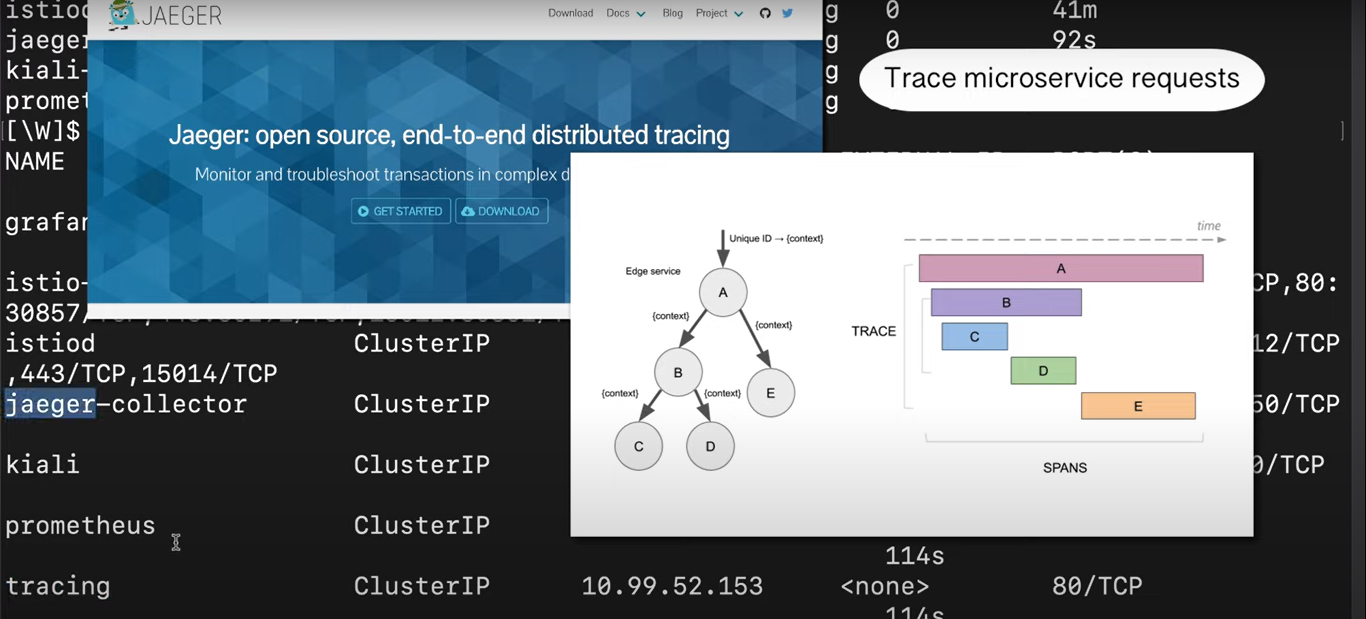 istiod
g 0 41m
jaeger
g 0 92s
kiali-
g
promet
g
[\W]$
]
NAME
grafan
istio-
CP,80:
30857/
istiod ClusterIP 12/TCP
,443/TCP,15014/TCP
jaeger-collector ClusterIP 50/TCP
kiali ClusterIP 0/TCP
prometheus ClusterIP
114s
tracing ClusterIP 10.99.52.153 <none> 80/TCP
114s
JAEGER
Download Docs Blog Project
Jaeger: open source, end-to-end distributed tracing
Monitor and troubleshoot transactions in complex d
GET STARTED DOWNLOAD
Trace microservice requests
Unique ID → {context}
Edge service
A
{context} {context}
B
E
{context} {context}
C D
time
A
B
TRACE
C
D
E
SPANS